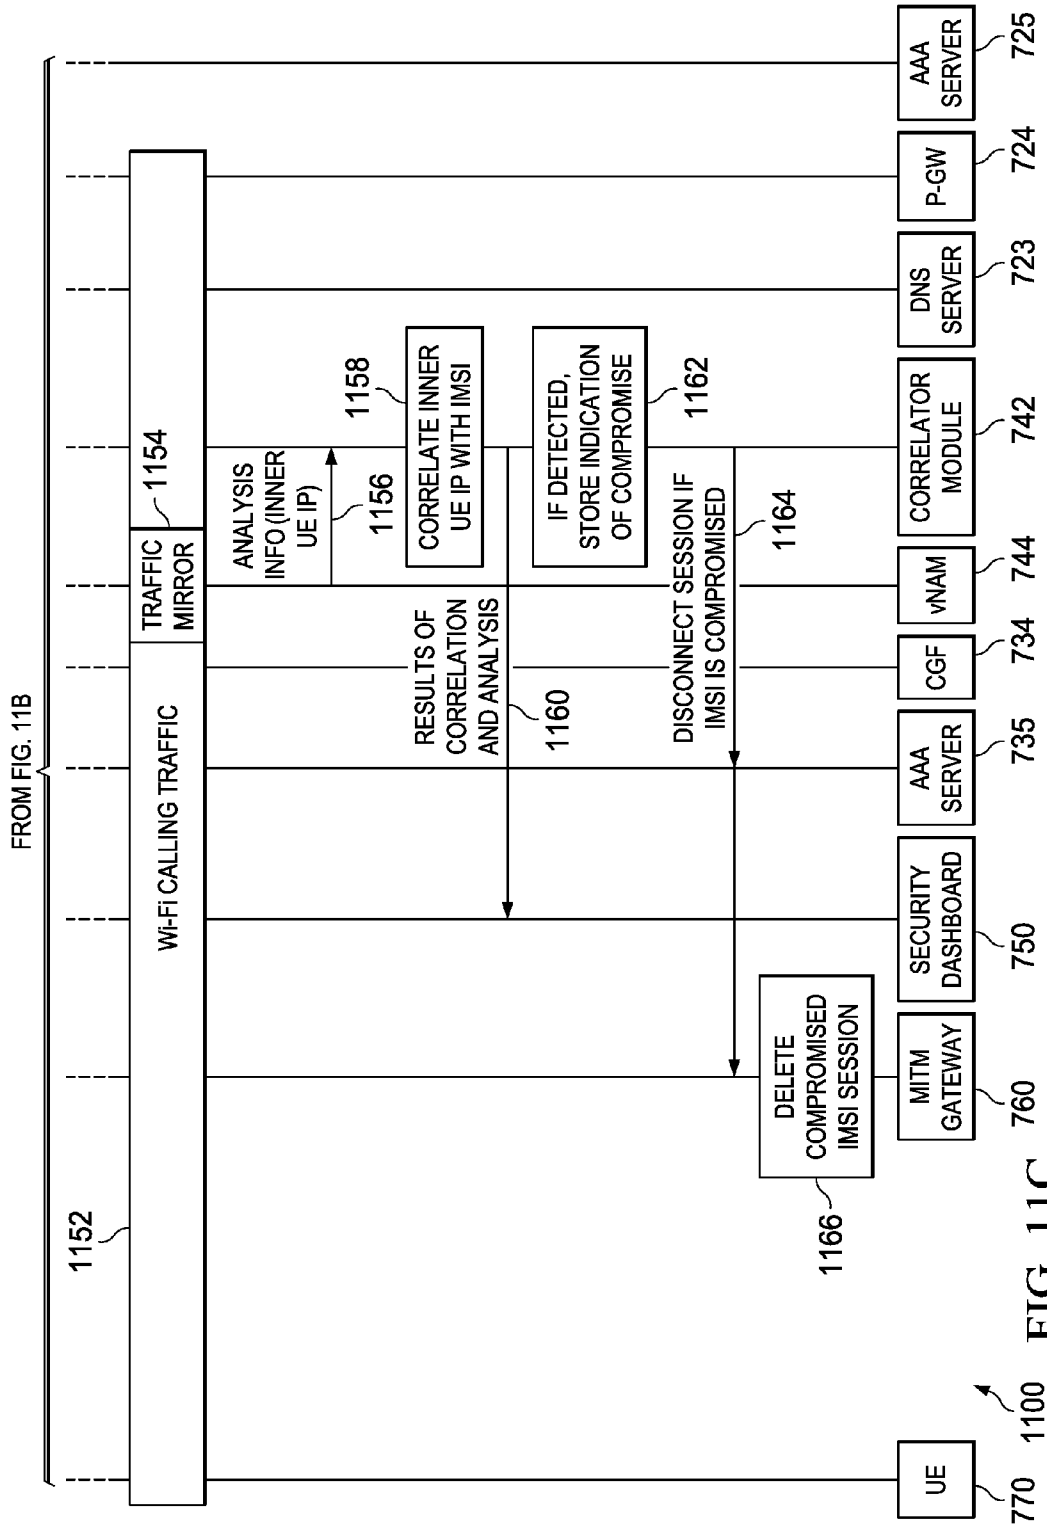 FROM FIG. 11B
1152
Wi-Fi CALLING TRAFFIC
TRAFFIC
MIRROR
1154
ANALYSIS
INFO (INNER
UE IP)
1156
1158
CORRELATE INNER
UE IP WITH IMSI
RESULTS OF
CORRELATION
AND ANALYSIS
1160
IF DETECTED,
STORE INDICATION
OF COMPROMISE
1162
DISCONNECT SESSION IF
IMSI IS COMPROMISED
1164
DELETE
COMPROMISED
IMSI SESSION
1166
UE
770
MITM
GATEWAY
760
SECURITY
DASHBOARD
750
AAA
SERVER
735
CGF
734
vNAM
744
CORRELATOR
MODULE
742
DNS
SERVER
723
P-GW
724
AAA
SERVER
725
1100
FIG. 11C